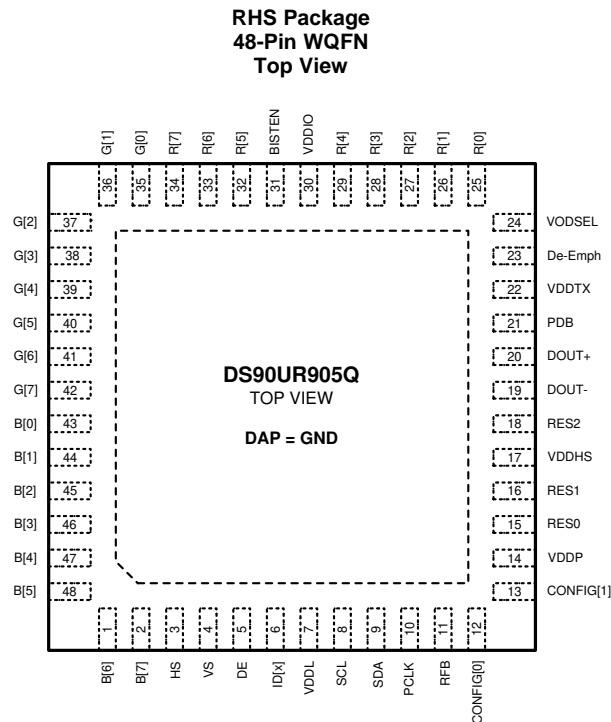 RHS Package
48-Pin WQFN
Top View
G[1] G[0] R[7] R[6] R[5] BISTEN VDDIO R[4] R[3] R[2] R[1] R[0]
36 35 34 33 32 31 30 29 28 27 26 25
G[2] 37 24 VODSEL
G[3] 38 23 De-Emph
G[4] 39 22 VDDTX
G[5] 40 21 PDB
G[6] 41 20 DOUT+
G[7] 42 19 DOUT-
B[0] 43 18 RES2
B[1] 44 17 VDDHS
B[2] 45 16 RES1
B[3] 46 15 RES0
B[4] 47 14 VDDP
B[5] 48 13 CONFIG[1]
DS90UR905Q
TOP VIEW
DAP = GND
1 2 3 4 5 6 7 8 9 10 11 12
B[6] B[7] HS VS DE ID[x] VDDL SCL SDA PCLK RFB CONFIG[0]